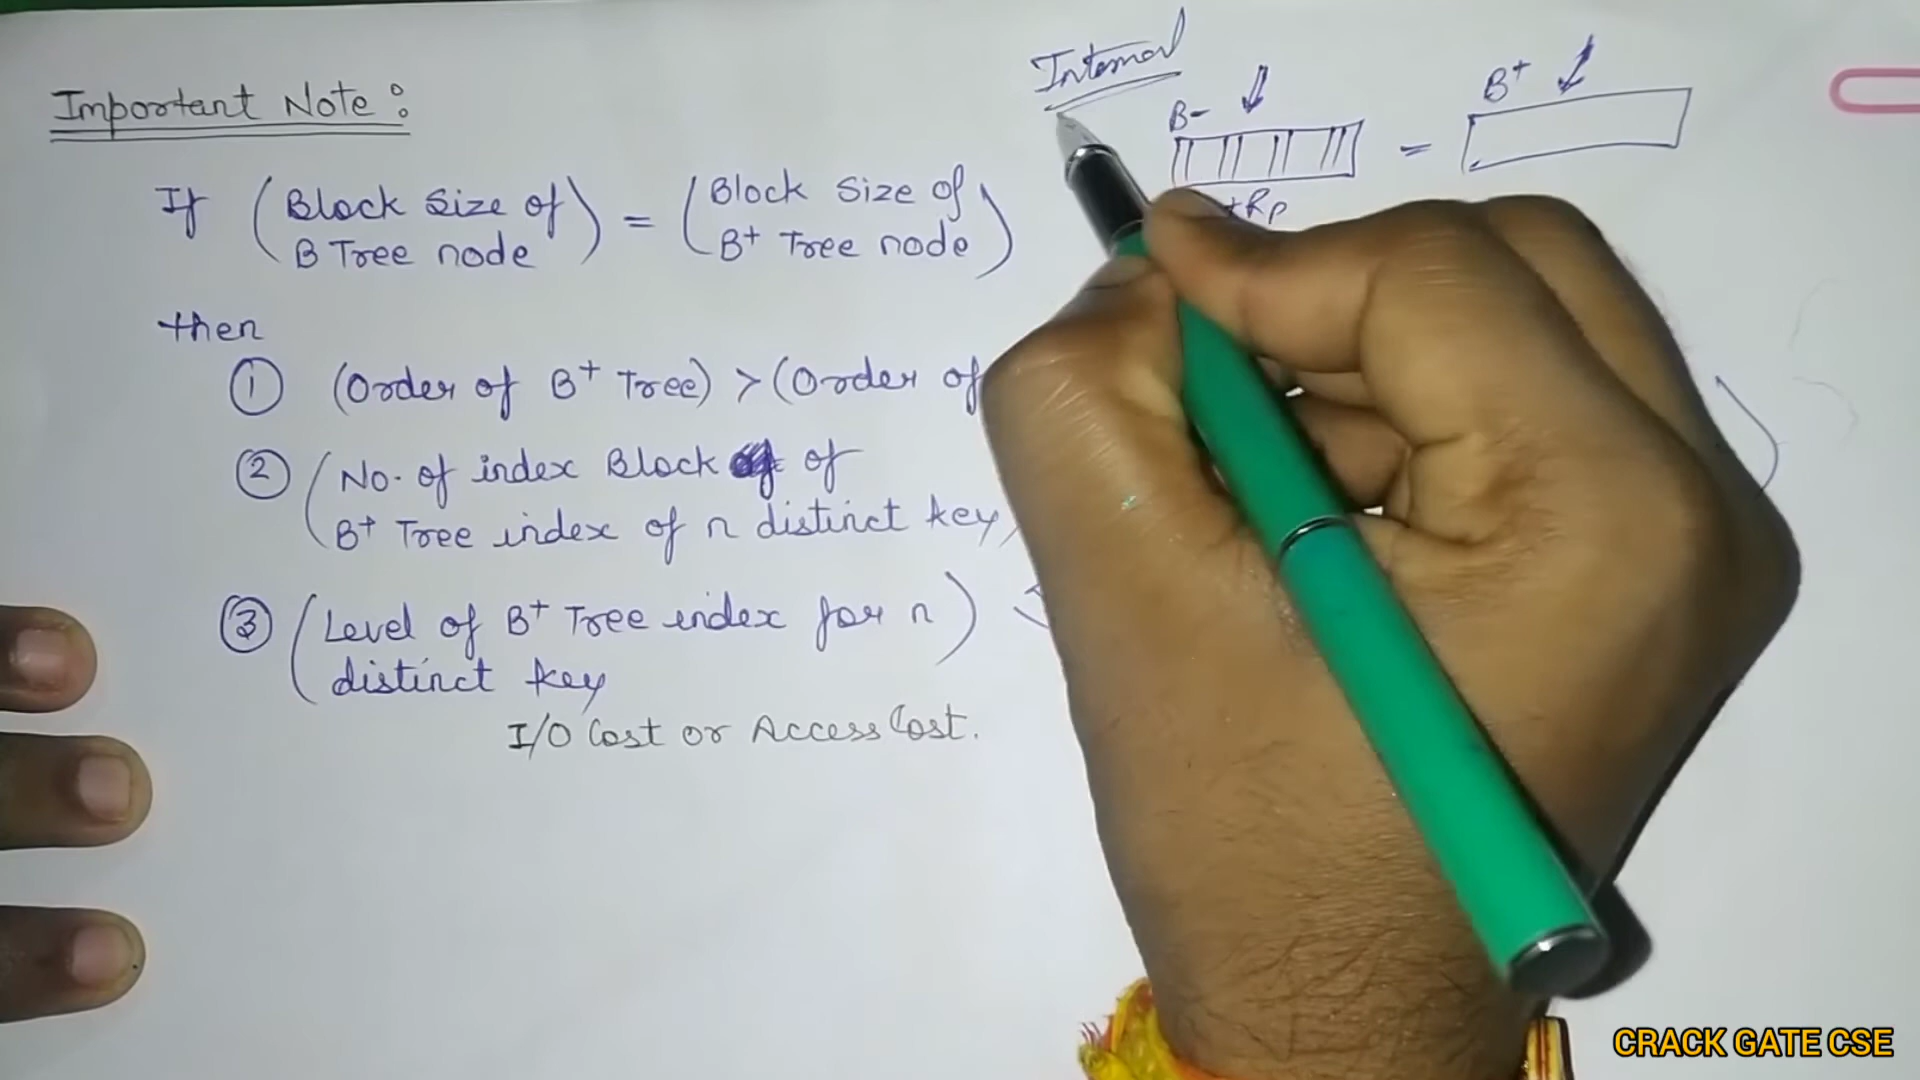 Important Note :
Internal
B-
B+
=
+Rp
If (Block Size of B Tree node) = (Block Size of B+ Tree node)
then
① (Order of B+ Tree) > (Order of
② (No. of index Block of
B+ Tree index of n distinct key)
③ (Level of B+ Tree index for n)
distinct key
I/O Cost or Access Cost.
CRACK GATE CSE